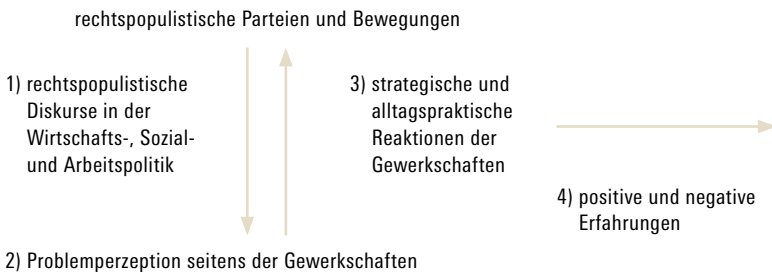 rechtspopulistische Parteien und Bewegungen
1) rechtspopulistische
Diskurse in der
Wirtschafts-, Sozial-
und Arbeitspolitik
3) strategische und
alltagspraktische
Reaktionen der
Gewerkschaften
4) positive und negative
Erfahrungen
2) Problemperzeption seitens der Gewerkschaften